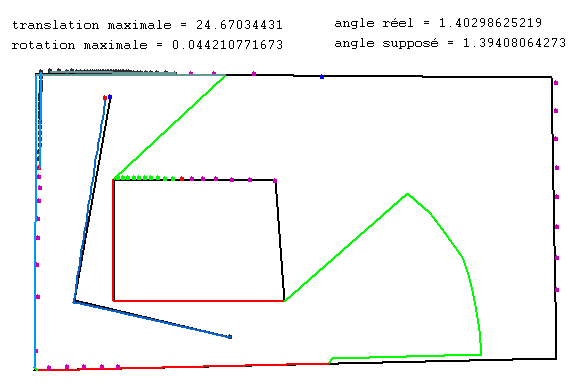 translation maximale = 24.67034431
rotation maximale = 0.044210771673
angle réel = 1.40298625219
angle supposé = 1.39408064273